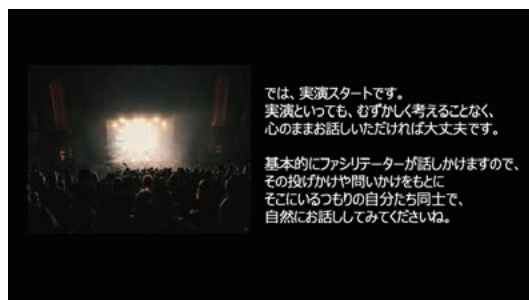 では、実演スタートです。
実演といっても、むずかしく考えることなく、
心のままお話しいただければ大丈夫です。
基本的にファシリテーターが話しかけますので、
その投げかけや問いかけをもとに
そこにいるつもりの自分たち同士で、
自然にお話ししてみてくださいね。